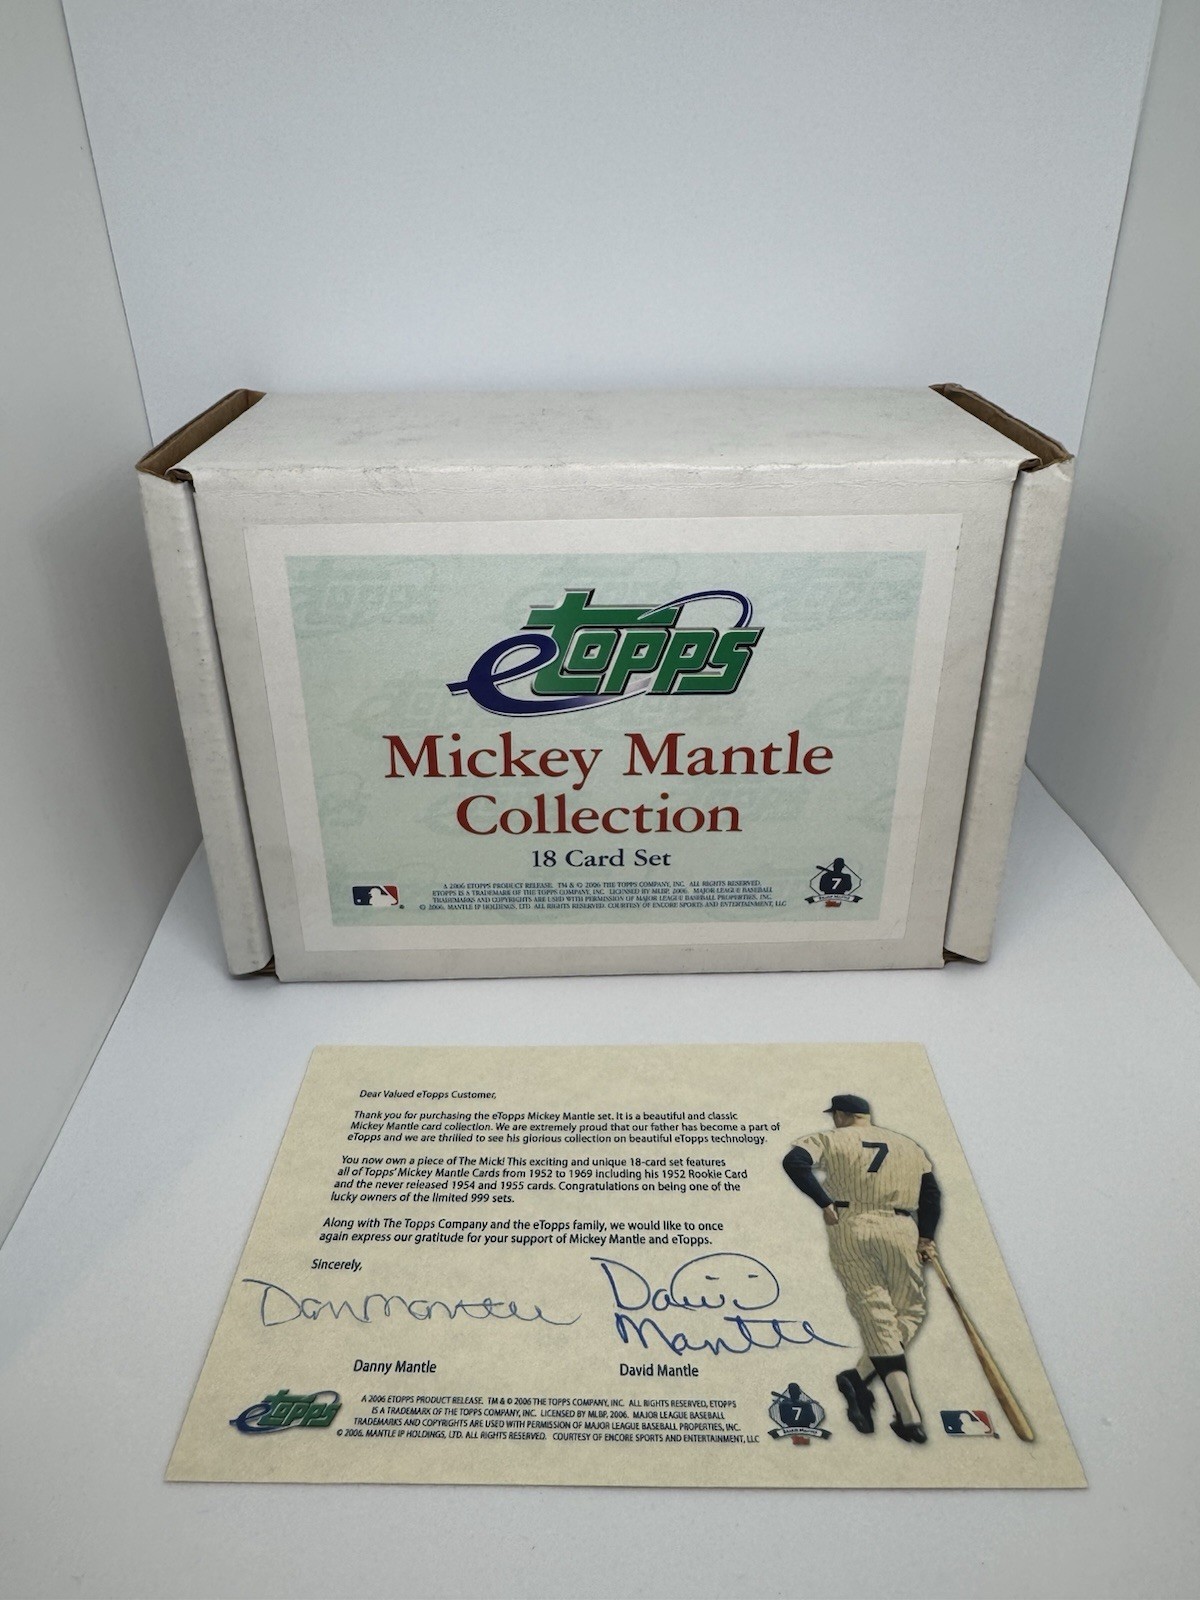 eTopps
Mickey Mantle
Collection
18 Card Set
A 2006 ETOPPS PRODUCT RELEASE. TM & © 2006 THE TOPPS COMPANY, INC. ALL RIGHTS RESERVED.
ETOPPS IS A TRADEMARK OF THE TOPPS COMPANY, INC. LICENSED BY MLBP, 2006. MAJOR LEAGUE BASEBALL
TRADEMARKS AND COPYRIGHTS ARE USED WITH PERMISSION OF MAJOR LEAGUE BASEBALL PROPERTIES, INC.
© 2006. MANTLE IP HOLDINGS, LTD. ALL RIGHTS RESERVED. COURTESY OF ENCORE SPORTS AND ENTERTAINMENT, LLC
7
Dear Valued eTopps Customer,
Thank you for purchasing the eTopps Mickey Mantle set. It is a beautiful and classic
Mickey Mantle card collection. We are extremely proud that our father has become a part of
eTopps and we are thrilled to see his glorious collection on beautiful eTopps technology.
You now own a piece of The Mick! This exciting and unique 18-card set features
all of Topps' Mickey Mantle Cards from 1952 to 1969 including his 1952 Rookie Card
and the never released 1954 and 1955 cards. Congratulations on being one of the
lucky owners of the limited 999 sets.
Along with The Topps Company and the eTopps family, we would like to once
again express our gratitude for your support of Mickey Mantle and eTopps.
Sincerely,
Dan Mantle
David
Mantle
Danny Mantle
David Mantle
7
eTopps
A 2006 ETOPPS PRODUCT RELEASE. TM & © 2006 THE TOPPS COMPANY, INC. ALL RIGHTS RESERVED, ETOPPS
IS A TRADEMARK OF THE TOPPS COMPANY, INC. LICENSED BY MLBP, 2006. MAJOR LEAGUE BASEBALL
TRADEMARKS AND COPYRIGHTS ARE USED WITH PERMISSION OF MAJOR LEAGUE BASEBALL PROPERTIES, INC.
© 2006. MANTLE IP HOLDINGS, LTD. ALL RIGHTS RESERVED. COURTESY OF ENCORE SPORTS AND ENTERTAINMENT, LLC
7